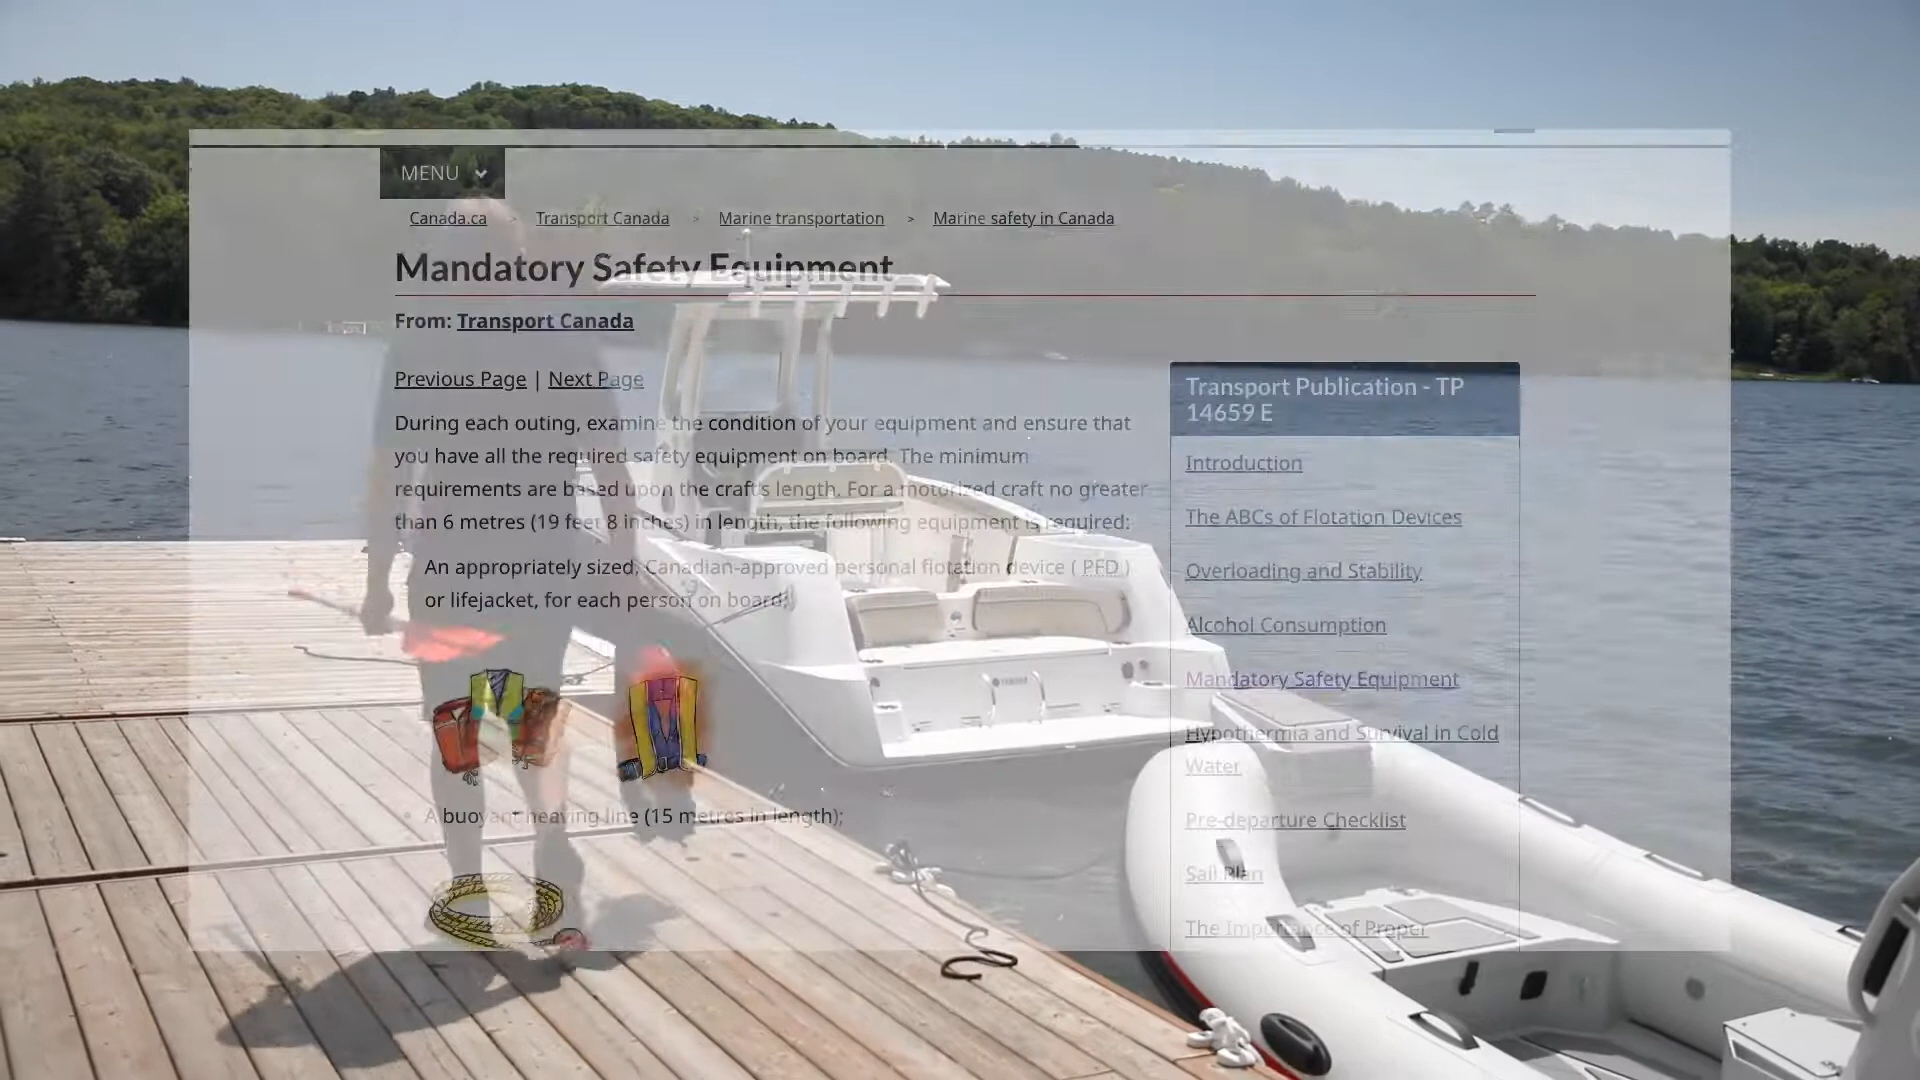 MENU
Canada.ca > Transport Canada > Marine transportation > Marine safety in Canada
Mandatory Safety Equipment
From: Transport Canada
Previous Page | Next Page
During each outing, examine the condition of your equipment and ensure that
you have all the required safety equipment on board. The minimum
requirements are based upon the craft's length. For a motorized craft no greater
than 6 metres (19 feet 8 inches) in length, the following equipment is required:
An appropriately sized, Canadian-approved personal flotation device ( PFD )
or lifejacket, for each person on board;
• A buoyant heaving line (15 metres in length);
Transport Publication - TP
14659 E
Introduction
The ABCs of Flotation Devices
Overloading and Stability
Alcohol Consumption
Mandatory Safety Equipment
Hypothermia and Survival in Cold
Water
Pre-departure Checklist
Sail Plan
The Importance of Proper